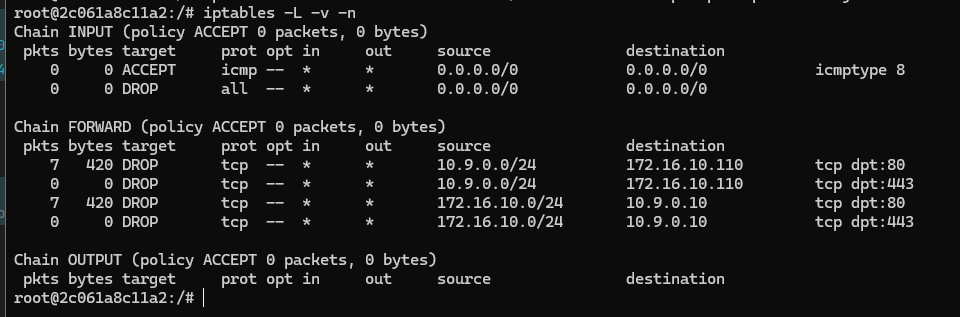 root@2c061a8c11a2:/# iptables -L -v -n
Chain INPUT (policy ACCEPT 0 packets, 0 bytes)
 pkts bytes target     prot opt in     out     source               destination
    0     0 ACCEPT     icmp --  *      *       0.0.0.0/0            0.0.0.0/0            icmptype 8
    0     0 DROP       all  --  *      *       0.0.0.0/0            0.0.0.0/0

Chain FORWARD (policy ACCEPT 0 packets, 0 bytes)
 pkts bytes target     prot opt in     out     source               destination
    7   420 DROP       tcp  --  *      *       10.9.0.0/24          172.16.10.110        tcp dpt:80
    0     0 DROP       tcp  --  *      *       10.9.0.0/24          172.16.10.110        tcp dpt:443
    7   420 DROP       tcp  --  *      *       172.16.10.0/24       10.9.0.10            tcp dpt:80
    0     0 DROP       tcp  --  *      *       172.16.10.0/24       10.9.0.10            tcp dpt:443

Chain OUTPUT (policy ACCEPT 0 packets, 0 bytes)
 pkts bytes target     prot opt in     out     source               destination
root@2c061a8c11a2:/#